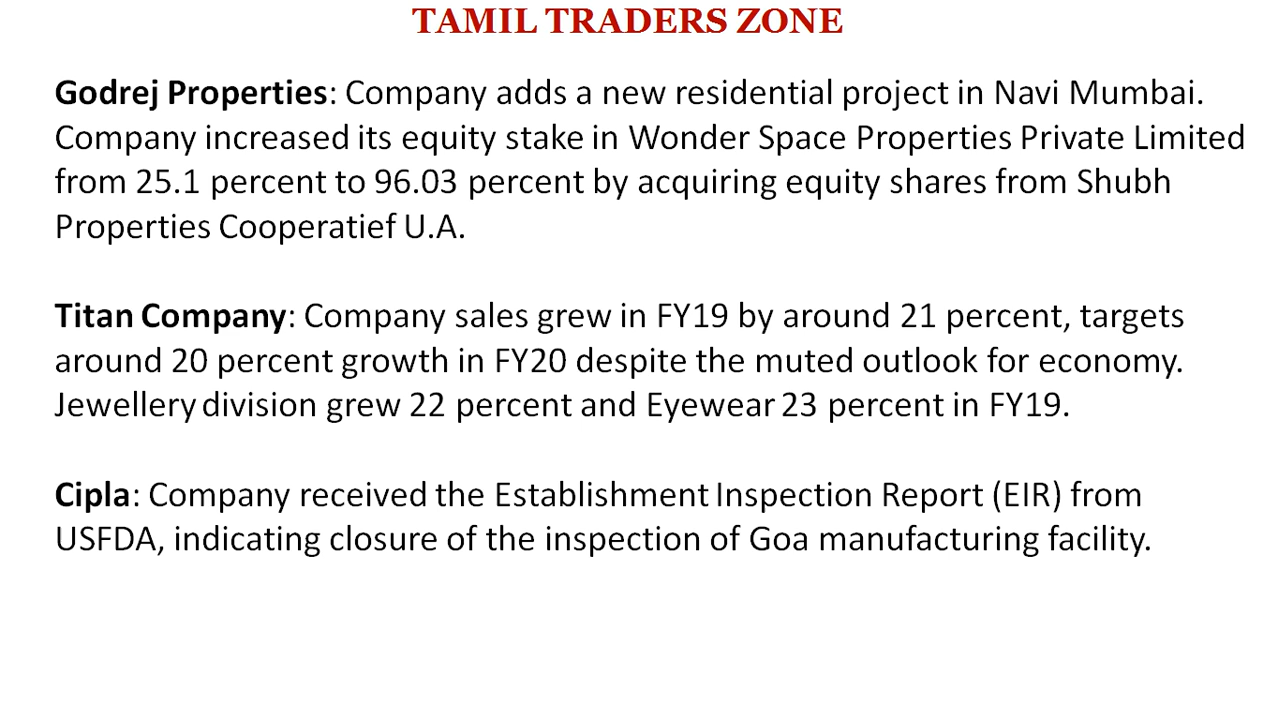 TAMIL TRADERS ZONE
Godrej Properties: Company adds a new residential project in Navi Mumbai.
Company increased its equity stake in Wonder Space Properties Private Limited
from 25.1 percent to 96.03 percent by acquiring equity shares from Shubh
Properties Cooperatief U.A.
Titan Company: Company sales grew in FY19 by around 21 percent, targets
around 20 percent growth in FY20 despite the muted outlook for economy.
Jewellery division grew 22 percent and Eyewear 23 percent in FY19.
Cipla: Company received the Establishment Inspection Report (EIR) from
USFDA, indicating closure of the inspection of Goa manufacturing facility.